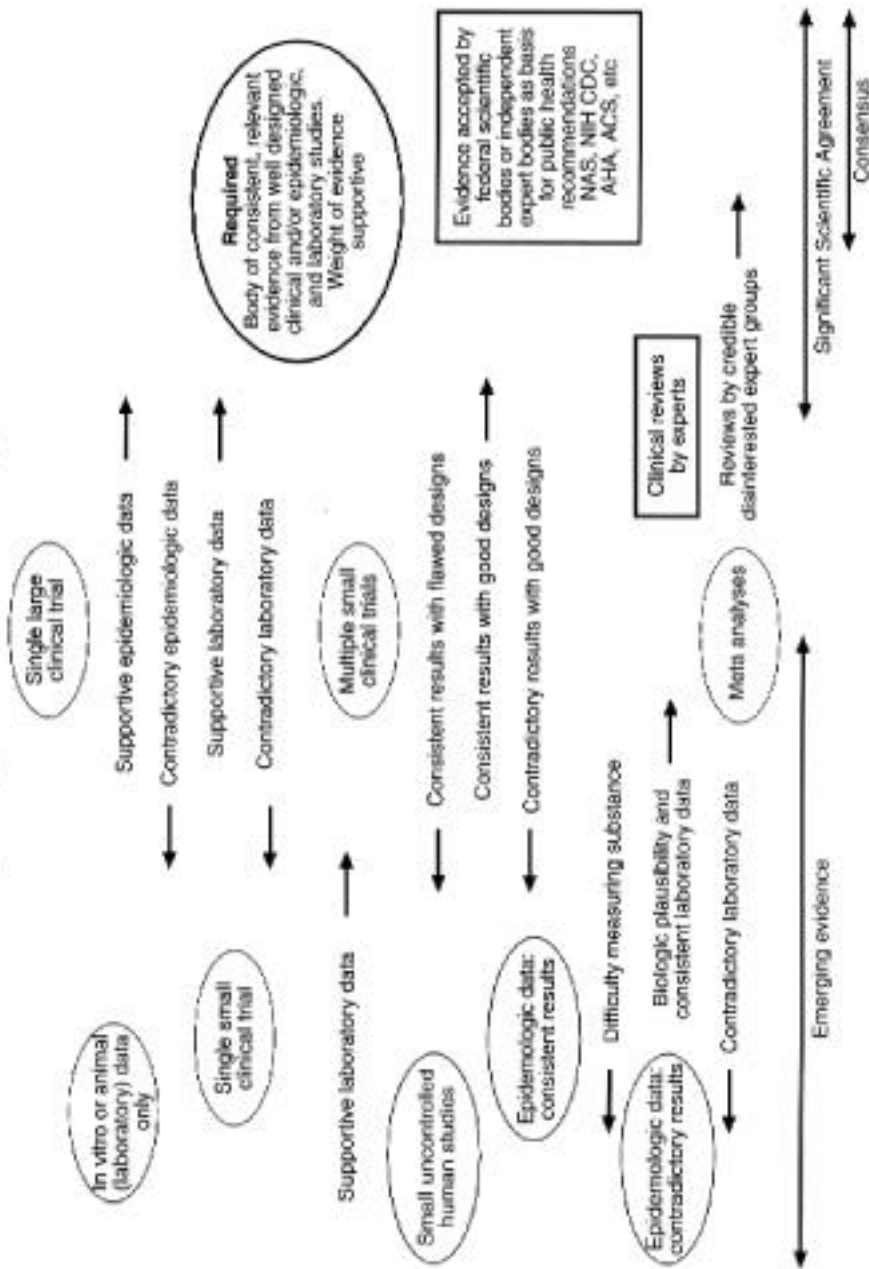 Single large
clinical trial
Supportive epidemiologic data
Contradictory epidemiologic data
Supportive laboratory data
Contradictory laboratory data
In vitro or animal
(laboratory) data
only
Single small
clinical trial
Required
Body of consistent, relevant
evidence from well designed
clinical and/or epidemiologic,
and laboratory studies.
Weight of evidence
supportive
Supportive laboratory data
Multiple small
clinical trials
Small uncontrolled
human studies
Consistent results with flawed designs
Consistent results with good designs
Contradictory results with good designs
Evidence accepted by
federal scientific
bodies or independent
expert bodies as basis
for public health
recommendations
NAS, NIH CDC,
AHA, ACS, etc
Epidemologic data:
consistent results
Difficulty measuring substance
Epidemologic data:
contradictory results
Biologic plausibility and
consistent laboratory data
Contradictory laboratory data
Clinical reviews
by experts
Meta analyses
Reviews by credible
disinterested expert groups
Emerging evidence
Significant Scientific Agreement
Consensus